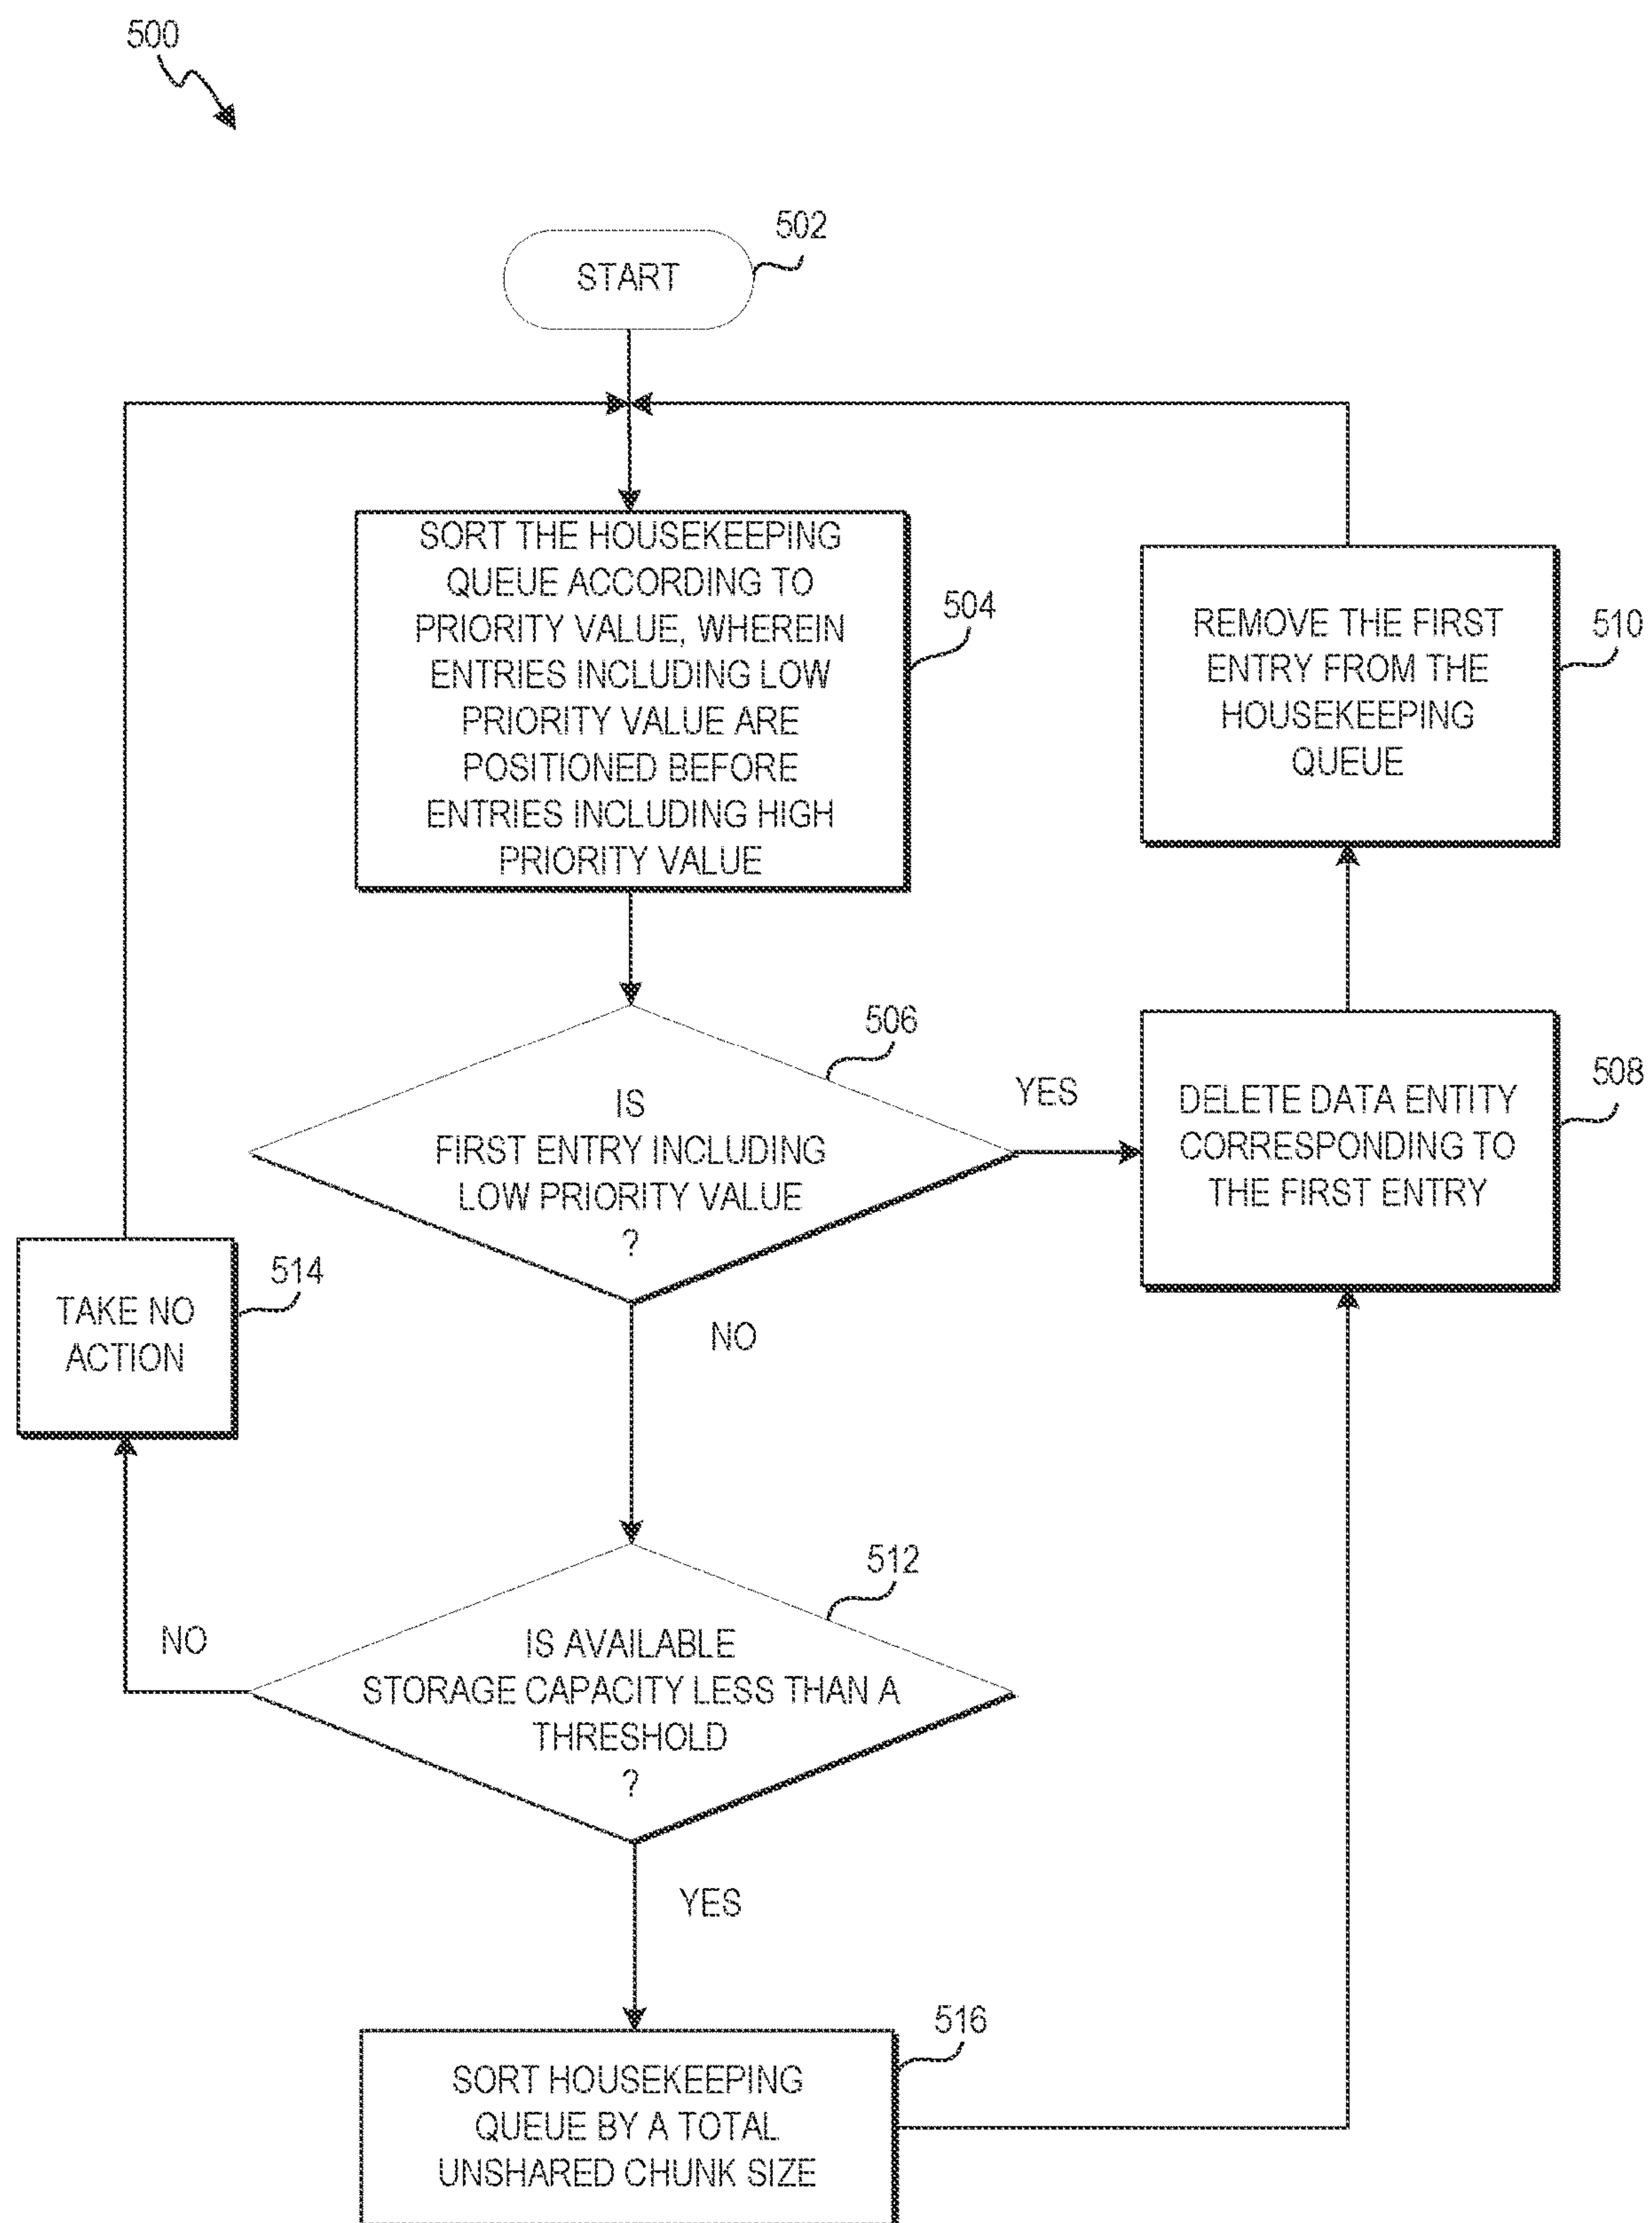 500
502
START
SORT THE HOUSEKEEPING
QUEUE ACCORDING TO
PRIORITY VALUE, WHEREIN
ENTRIES INCLUDING LOW
PRIORITY VALUE ARE
POSITIONED BEFORE
ENTRIES INCLUDING HIGH
PRIORITY VALUE
504
REMOVE THE FIRST
ENTRY FROM THE
HOUSEKEEPING
QUEUE
510
506
IS
FIRST ENTRY INCLUDING
LOW PRIORITY VALUE
?
YES
DELETE DATA ENTITY
CORRESPONDING TO
THE FIRST ENTRY
508
NO
TAKE NO
ACTION
514
512
IS AVAILABLE
STORAGE CAPACITY LESS THAN A
THRESHOLD
?
NO
YES
516
SORT HOUSEKEEPING
QUEUE BY A TOTAL
UNSHARED CHUNK SIZE